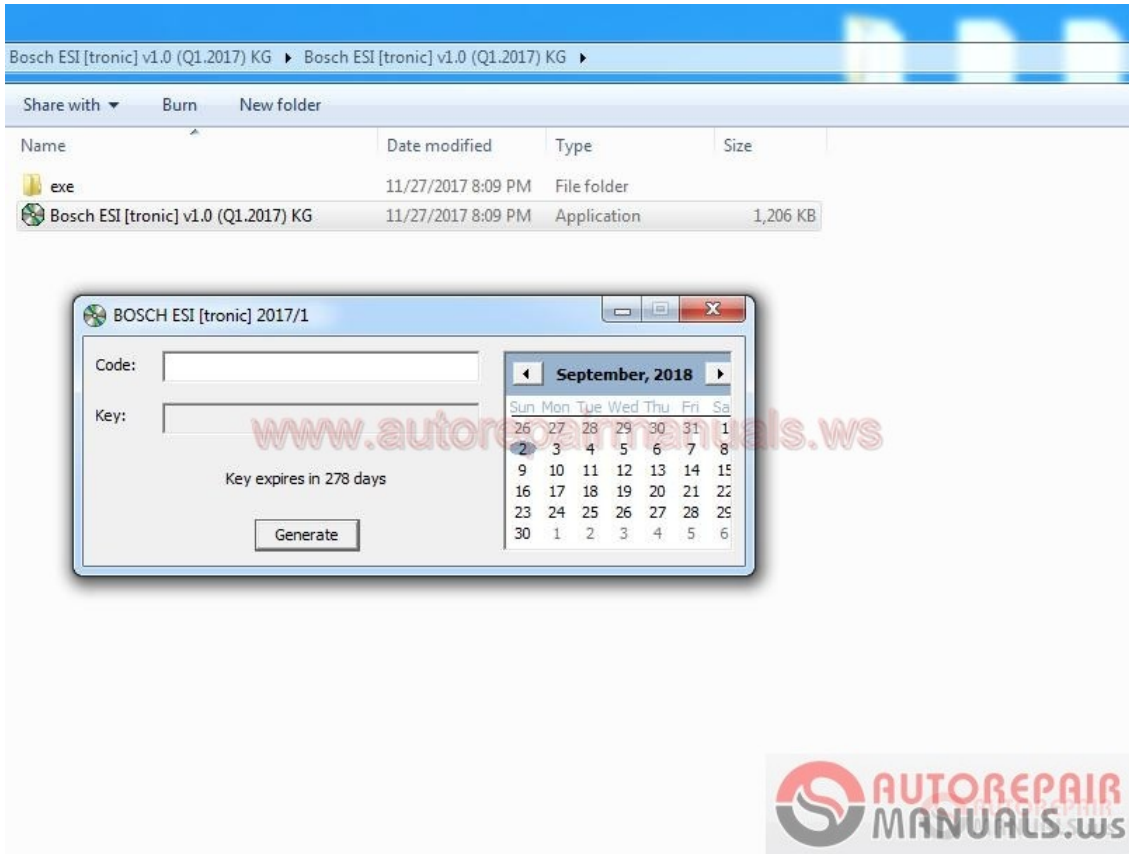 Bosch ESI [tronic] v1.0 (Q1.2017) KG ▸ Bosch ESI [tronic] v1.0 (Q1.2017) KG ▸
Share with ▾ Burn New folder
Name Date modified Type Size
exe 11/27/2017 8:09 PM File folder
Bosch ESI [tronic] v1.0 (Q1.2017) KG 11/27/2017 8:09 PM Application 1,206 KB
BOSCH ESI [tronic] 2017/1
Code:
Key:
Key expires in 278 days
Generate
September, 2018
Sun Mon Tue Wed Thu Fri Sa
26 27 28 29 30 31 1
2 3 4 5 6 7 8
9 10 11 12 13 14 15
16 17 18 19 20 21 22
23 24 25 26 27 28 29
30 1 2 3 4 5 6
www.autorepairmanuals.ws
AUTOREPAIR
MANUALS.ws